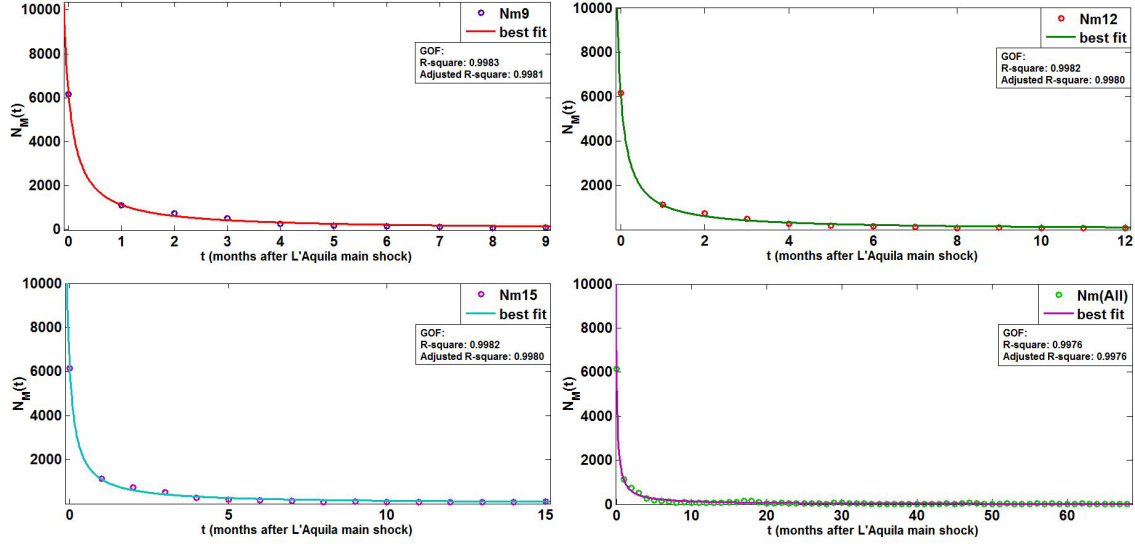 10000
8000
6000
4000
2000
0
N_M(t)
Nm9
best fit
GOF:
R-square: 0.9983
Adjusted R-square: 0.9981
0 1 2 3 4 5 6 7 8 9
t (months after L'Aquila main shock)
10000
8000
6000
4000
2000
0
N_M(t)
Nm12
best fit
GOF:
R-square: 0.9982
Adjusted R-square: 0.9980
0 2 4 6 8 10 12
t (months after L'Aquila main shock)
10000
8000
6000
4000
2000
N_M(t)
Nm15
best fit
GOF:
R-square: 0.9982
Adjusted R-square: 0.9980
0 5 10 15
t (months after L'Aquila main shock)
10000
8000
6000
4000
2000
0
N_M(t)
Nm(All)
best fit
GOF:
R-square: 0.9976
Adjusted R-square: 0.9976
0 10 20 30 40 50 60
t (months after L'Aquila main shock)